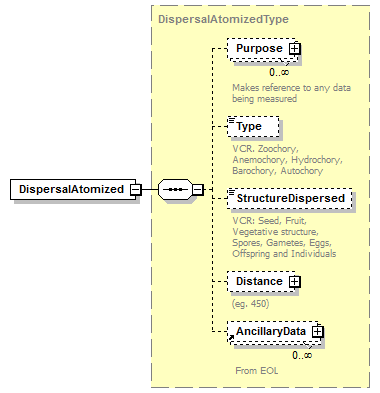 DispersalAtomizedType
Purpose
0..∞
Makes reference to any data
being measured
Type
VCR. Zoochory,
Anemochory, Hydrochory,
Barochory, Autochory
DispersalAtomized
StructureDispersed
VCR: Seed, Fruit,
Vegetative structure,
Spores, Gametes, Eggs,
Offspring and Individuals
Distance
(eg. 450)
AncillaryData
0..∞
From EOL